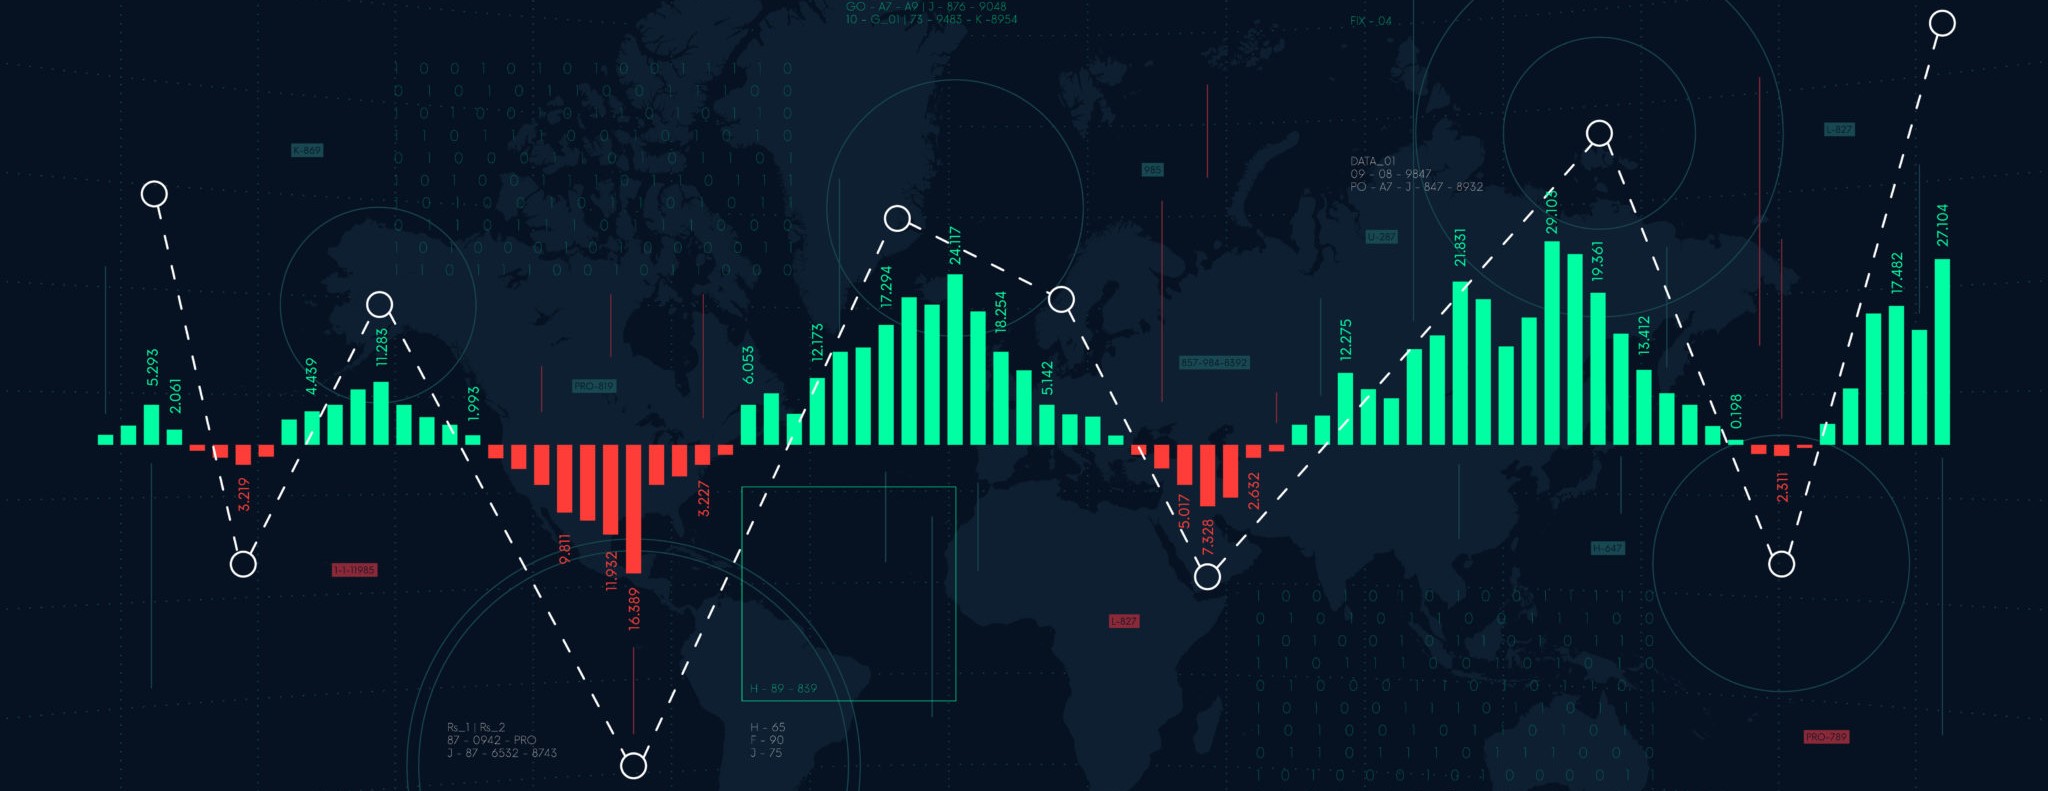 GO - A7 - A9 | J - 876 - 9048
10 - G_01 | 73 - 9483 - K -8954
FIX - 04
L-827
K-869
985
DATA_01
09 - 08 - 9847
PO - A7 - J - 847 - 8932
U-287
5.293
2.061
3.219
4.439
11.283
1.993
9.811
11.932
16.389
3.227
6.053
12.173
17.294
24.117
18.254
5.142
5.017
7.328
2.632
12.275
21.831
29.103
19.361
13.412
0.198
2.311
17.482
27.104
PRO-819
857-984-8392
H-647
1-1-11985
L-827
H - 89 - 839
Rs_1 | Rs_2
87 - 0942 - PRO
J - 87 - 6532 - 8743
H - 65
F - 90
J - 75
PRO-789